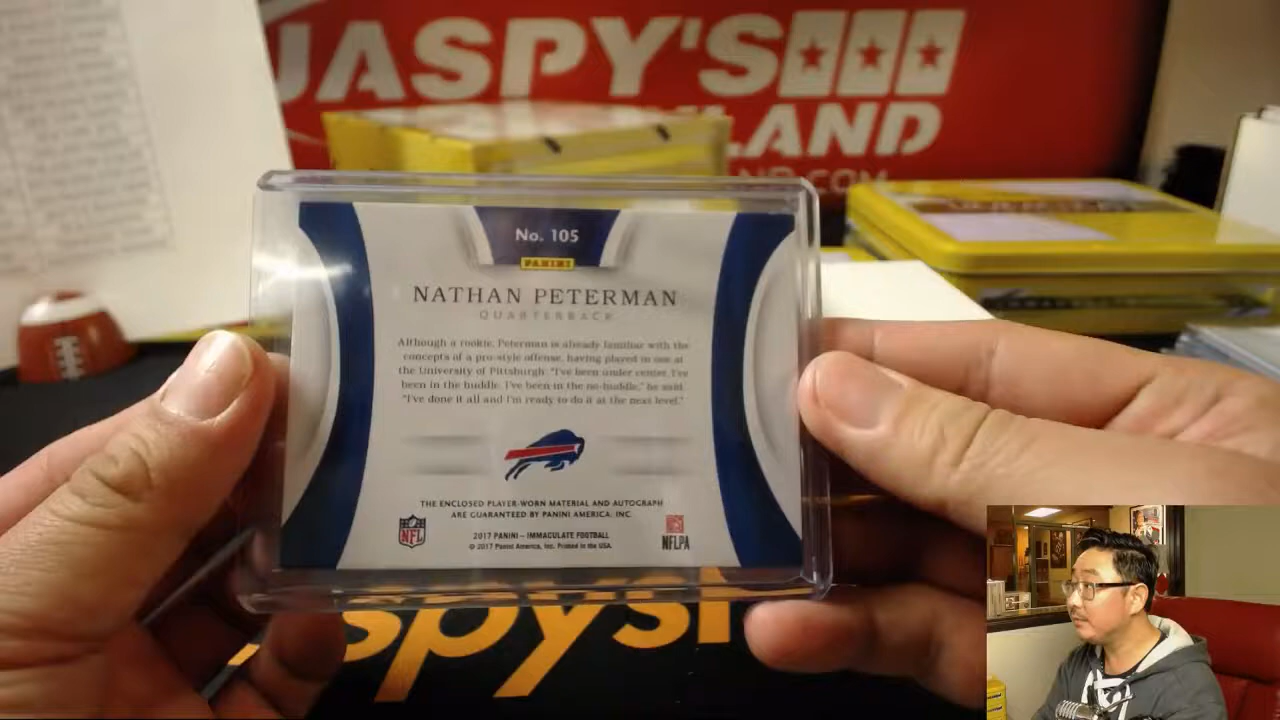 JASPY'S
LAND
ND.COM
No. 105
PANINI
NATHAN PETERMAN
QUARTERBACK
Although a rookie, Peterman is already familiar with the
concepts of a pro-style offense, having played in one at
the University of Pittsburgh. "I've been under center, I've
been in the huddle, I've been in the no-huddle," he said.
"I've done it all and I'm ready to do it at the next level."
THE ENCLOSED PLAYER-WORN MATERIAL AND AUTOGRAPH
ARE GUARANTEED BY PANINI AMERICA, INC.
NFL
2017 PANINI – IMMACULATE FOOTBALL
© 2017 Panini America, Inc. Printed in the USA.
NFLPA
spysh